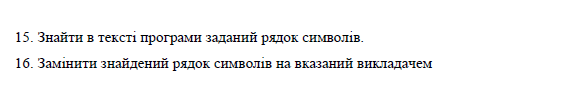 15. Знайти в тексті програми заданий рядок символів.
16. Замінити знайдений рядок символів на вказаний викладачем